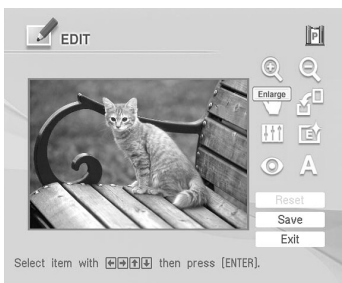 EDIT
P
Enlarge
E
A
Reset
Save
Exit
Select item with ←→↑↓ then press [ENTER].